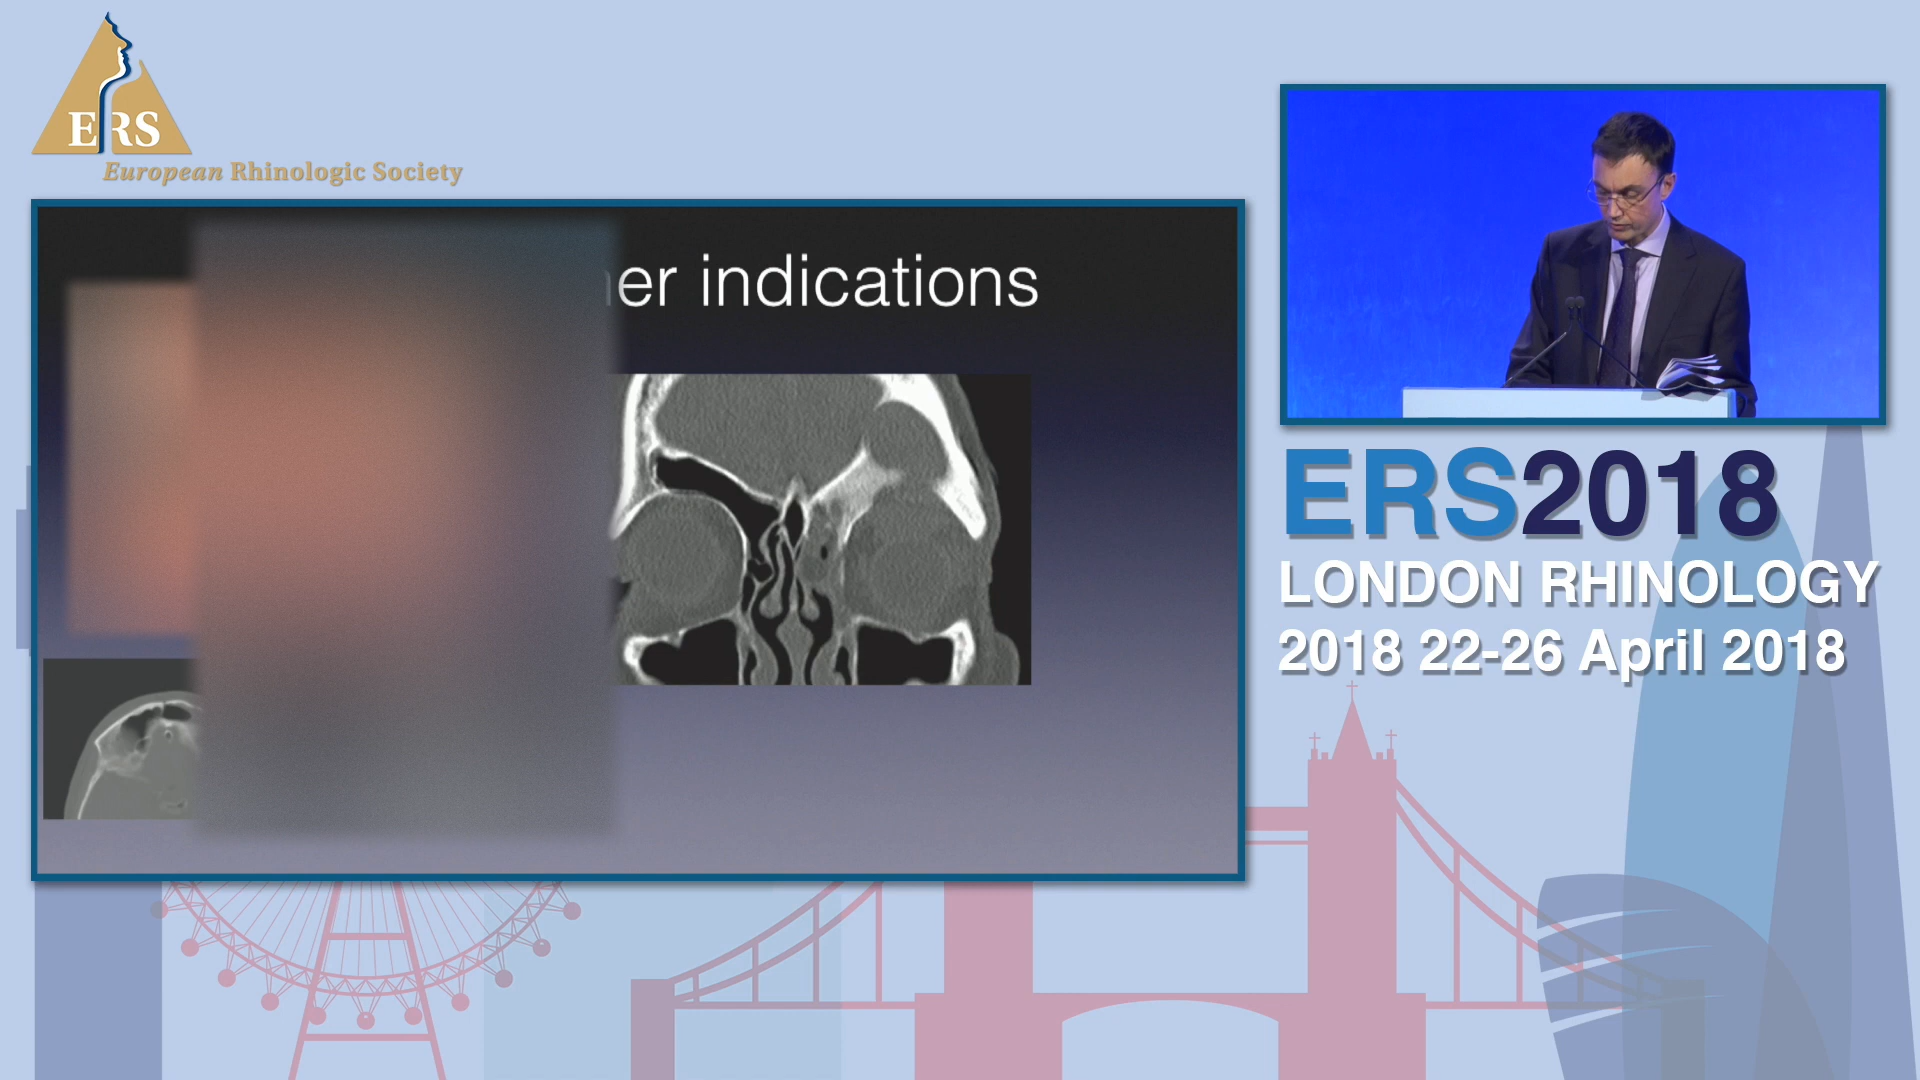 ERS
European Rhinologic Society
er indications
ERS2018
LONDON RHINOLOGY
2018 22-26 April 2018